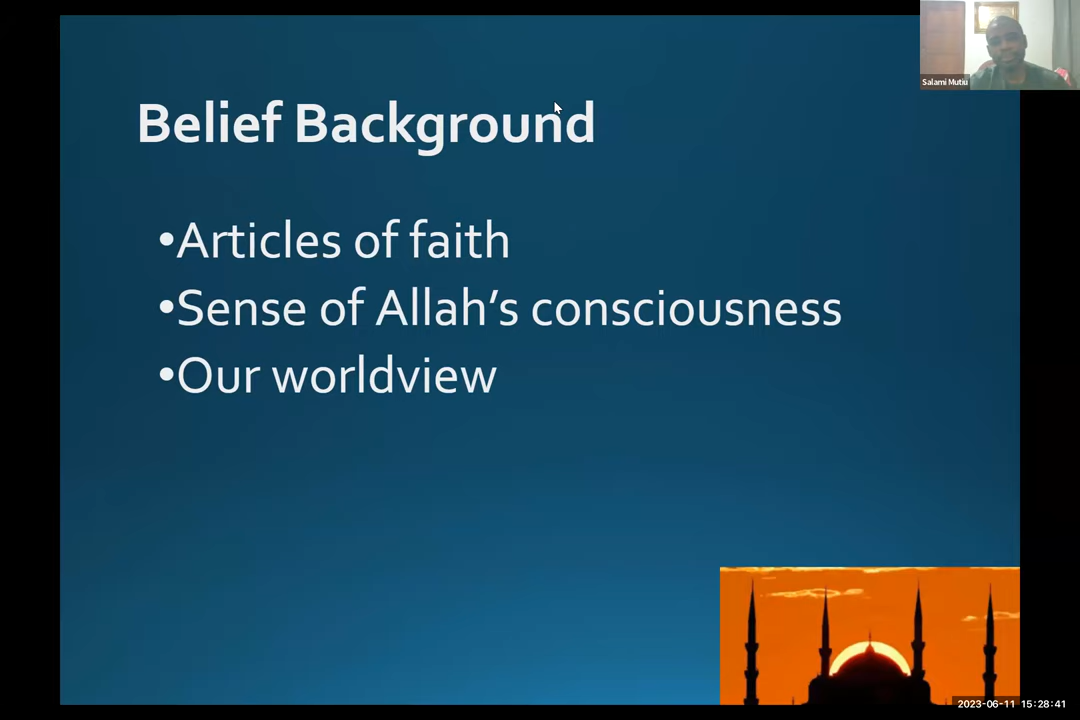 Salami Mutiu
Belief Background
•Articles of faith
•Sense of Allah’s consciousness
•Our worldview
2023-06-11 15:28:41